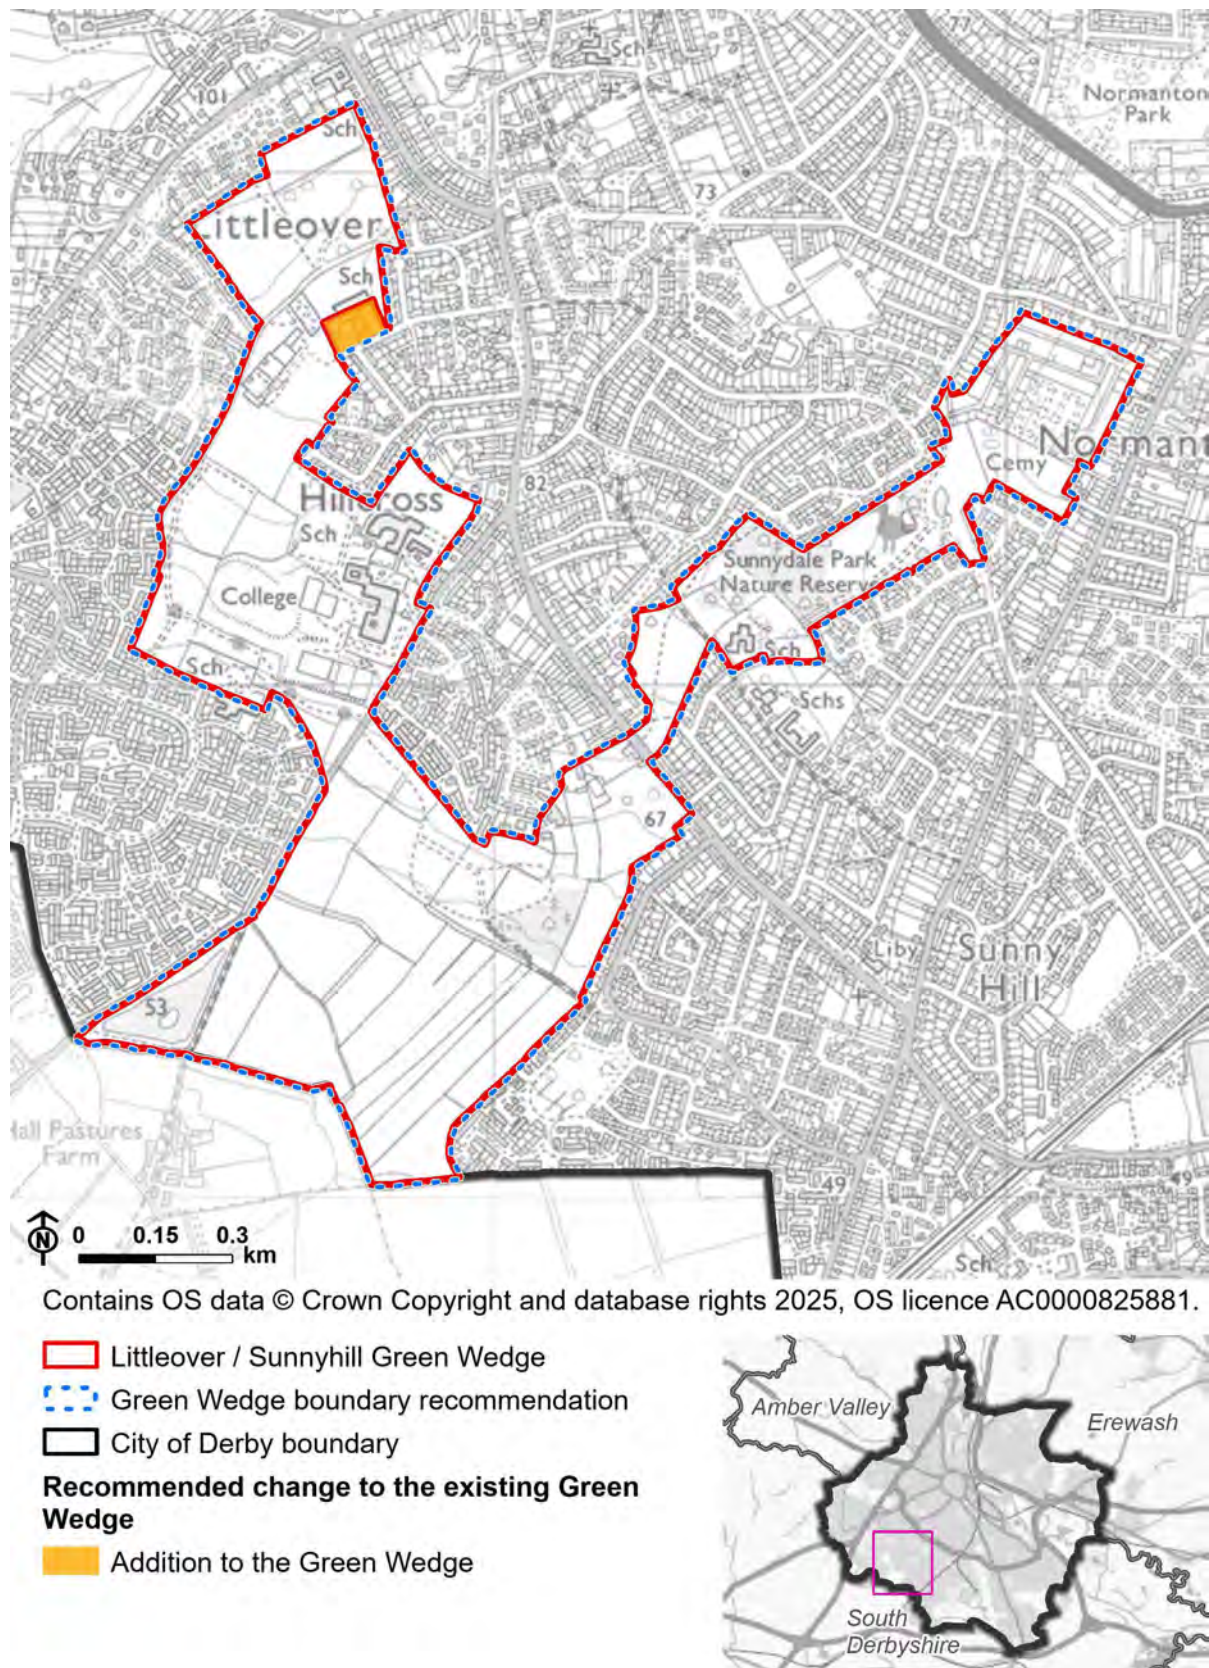 77
Sch
Normanton
Park
101
Sch
73
Littleover
Sch
Normant
Cemy
82
Hillcross
Sch
Sunnydale Park
Nature Reserve
College
Sch
Sch
Schs
67
Liby
Sunny
Hill
53
Hall Pastures
Farm
49
49
Sch
N
0 0.15 0.3
km
Contains OS data © Crown Copyright and database rights 2025, OS licence AC0000825881.
Littleover / Sunnyhill Green Wedge
Green Wedge boundary recommendation
City of Derby boundary
Recommended change to the existing Green
Wedge
Addition to the Green Wedge
Amber Valley
Erewash
South
Derbyshire